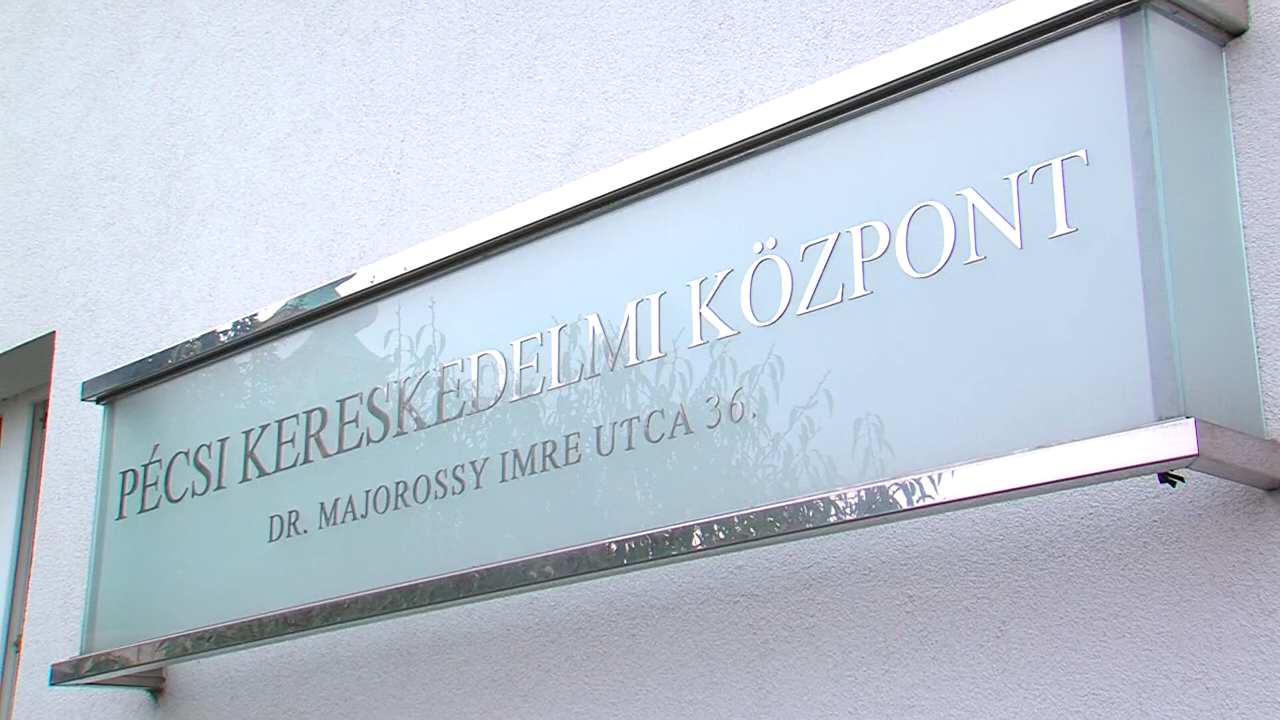 PÉCSI KERESKEDELMI KÖZPONT
DR. MAJOROSSY IMRE UTCA 36.